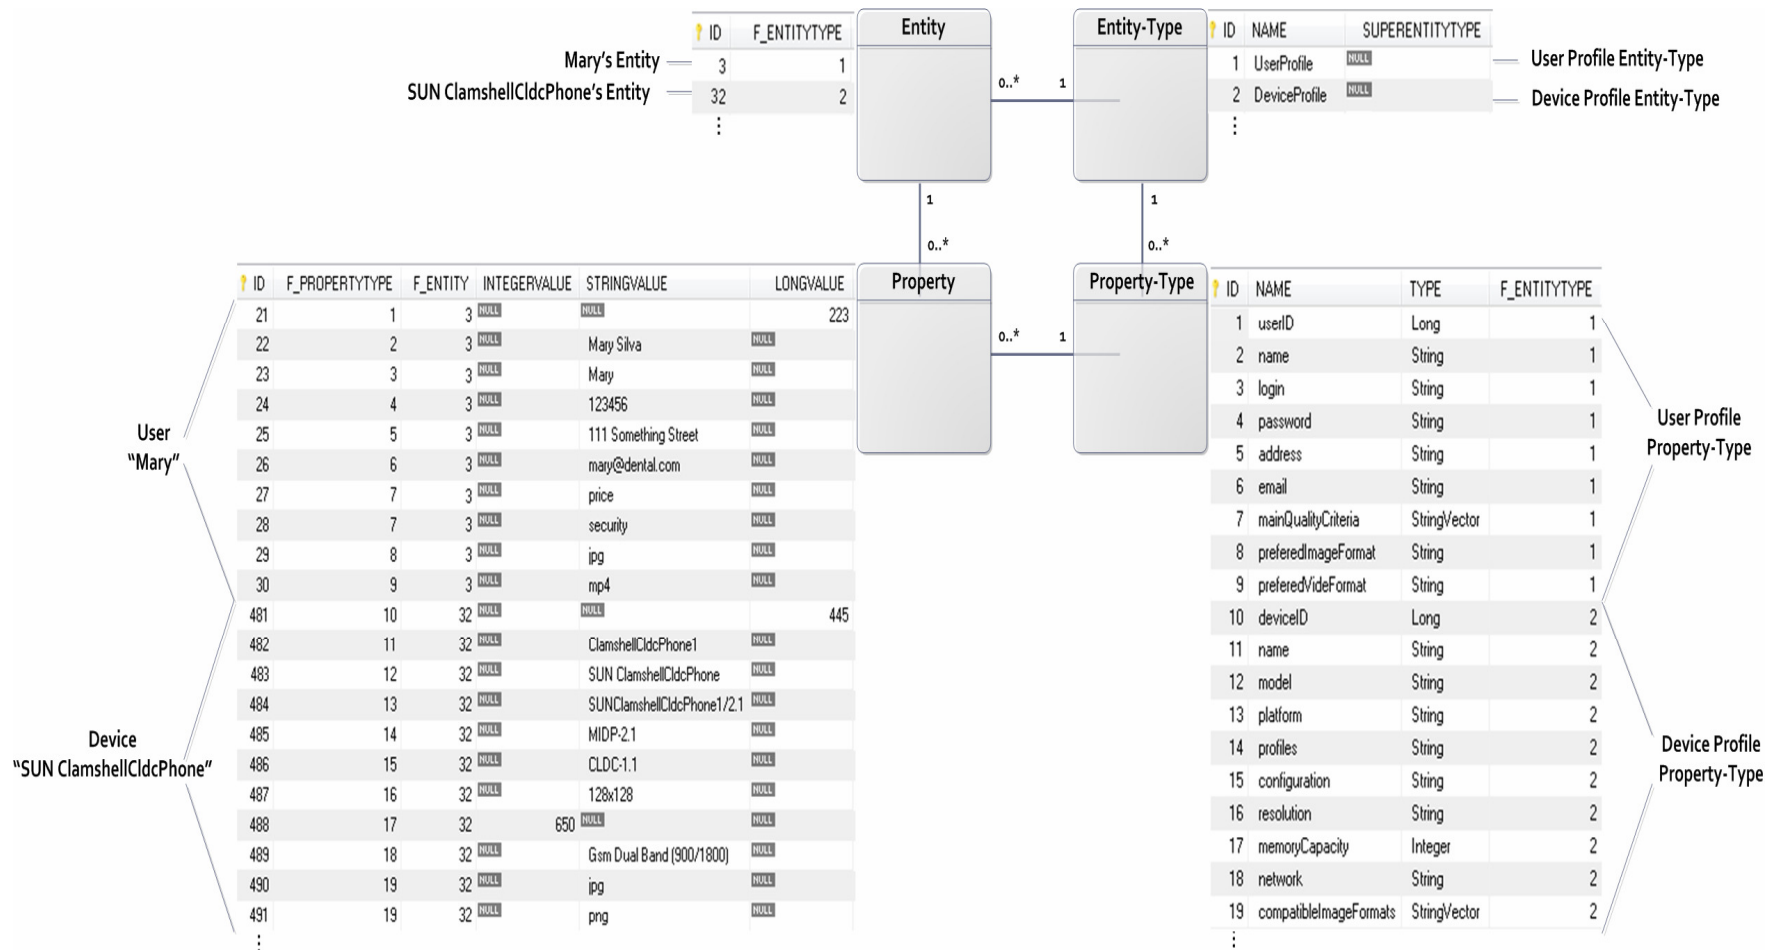 ID F_ENTITYTYPE
Mary's Entity
3 1
SUN ClamshellCldcPhone's Entity
32 2
⋮
Entity
0..* 1
Entity-Type
ID NAME SUPERENTITYTYPE
1 UserProfile NULL
User Profile Entity-Type
2 DeviceProfile NULL
Device Profile Entity-Type
⋮
1
0..*
1
0..*
ID F_PROPERTYTYPE F_ENTITY INTEGERVALUE STRINGVALUE LONGVALUE
21 1 3 NULL NULL 223
22 2 3 NULL Mary Silva NULL
23 3 3 NULL Mary NULL
24 4 3 NULL 123456 NULL
25 5 3 NULL 111 Something Street NULL
26 6 3 NULL mary@dental.com NULL
27 7 3 NULL price NULL
28 7 3 NULL security NULL
29 8 3 NULL jpg NULL
30 9 3 NULL mp4 NULL
481 10 32 NULL NULL 445
482 11 32 NULL ClamshellCldcPhone1 NULL
483 12 32 NULL SUN ClamshellCldcPhone NULL
484 13 32 NULL SUNClamshellCldcPhone1/2.1 NULL
485 14 32 NULL MIDP-2.1 NULL
486 15 32 NULL CLDC-1.1 NULL
487 16 32 NULL 128x128 NULL
488 17 32 650 NULL NULL
489 18 32 NULL Gsm Dual Band (900/1800) NULL
490 19 32 NULL jpg NULL
491 19 32 NULL png NULL
⋮
User
"Mary"
Device
"SUN ClamshellCldcPhone"
Property
0..* 1
Property-Type
ID NAME TYPE F_ENTITYTYPE
1 userID Long 1
2 name String 1
3 login String 1
4 password String 1
5 address String 1
6 email String 1
7 mainQualityCriteria StringVector 1
8 preferedImageFormat String 1
9 preferedVideFormat String 1
10 deviceID Long 2
11 name String 2
12 model String 2
13 platform String 2
14 profiles String 2
15 configuration String 2
16 resolution String 2
17 memoryCapacity Integer 2
18 network String 2
19 compatibleImageFormats StringVector 2
⋮
User Profile
Property-Type
Device Profile
Property-Type